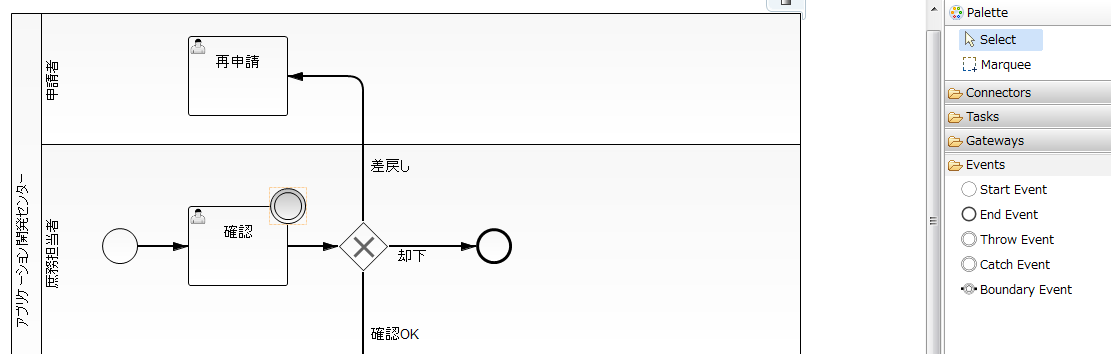 アプリケーション開発センター
申請者
再申請
差戻し
庶務担当者
確認
却下
確認OK
Palette
Select
Marquee
Connectors
Tasks
Gateways
Events
Start Event
End Event
Throw Event
Catch Event
Boundary Event